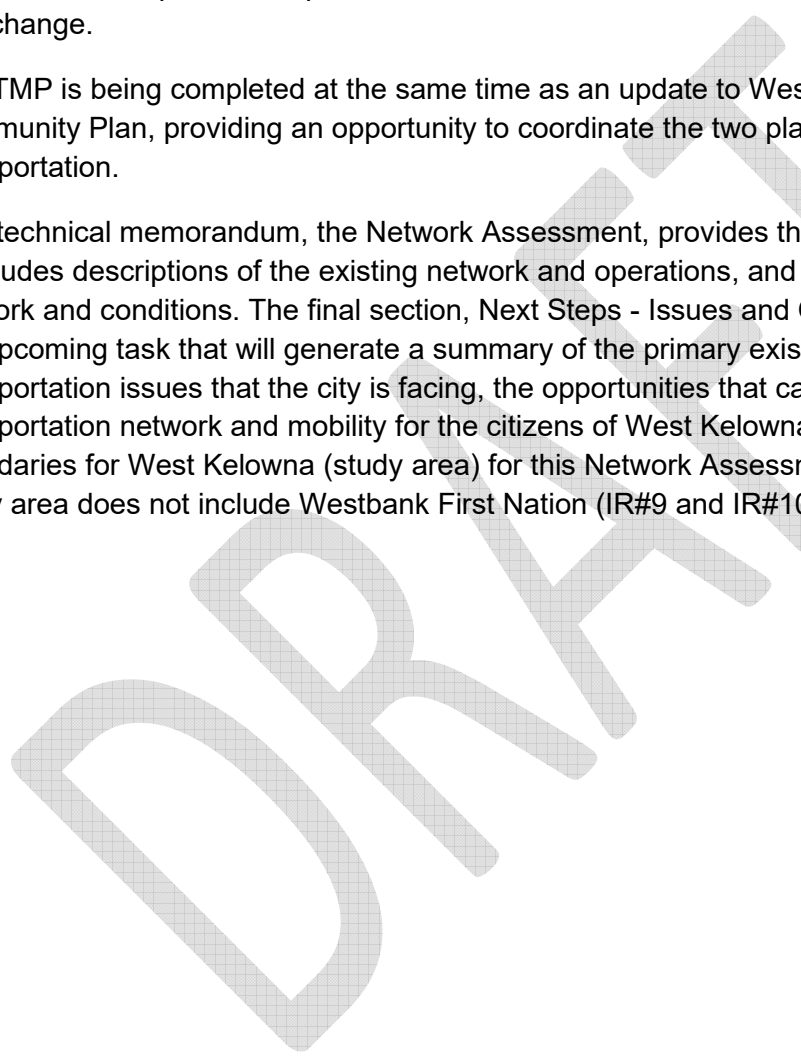 change.
TMP is being completed at the same time as an update to Wes
munity Plan, providing an opportunity to coordinate the two pla
portation.
technical memorandum, the Network Assessment, provides th
udes descriptions of the existing network and operations, and
ork and conditions. The final section, Next Steps - Issues and
pcoming task that will generate a summary of the primary exis
portation issues that the city is facing, the opportunities that ca
portation network and mobility for the citizens of West Kelowna
daries for West Kelowna (study area) for this Network Assessm
y area does not include Westbank First Nation (IR#9 and IR#10
DRAFT